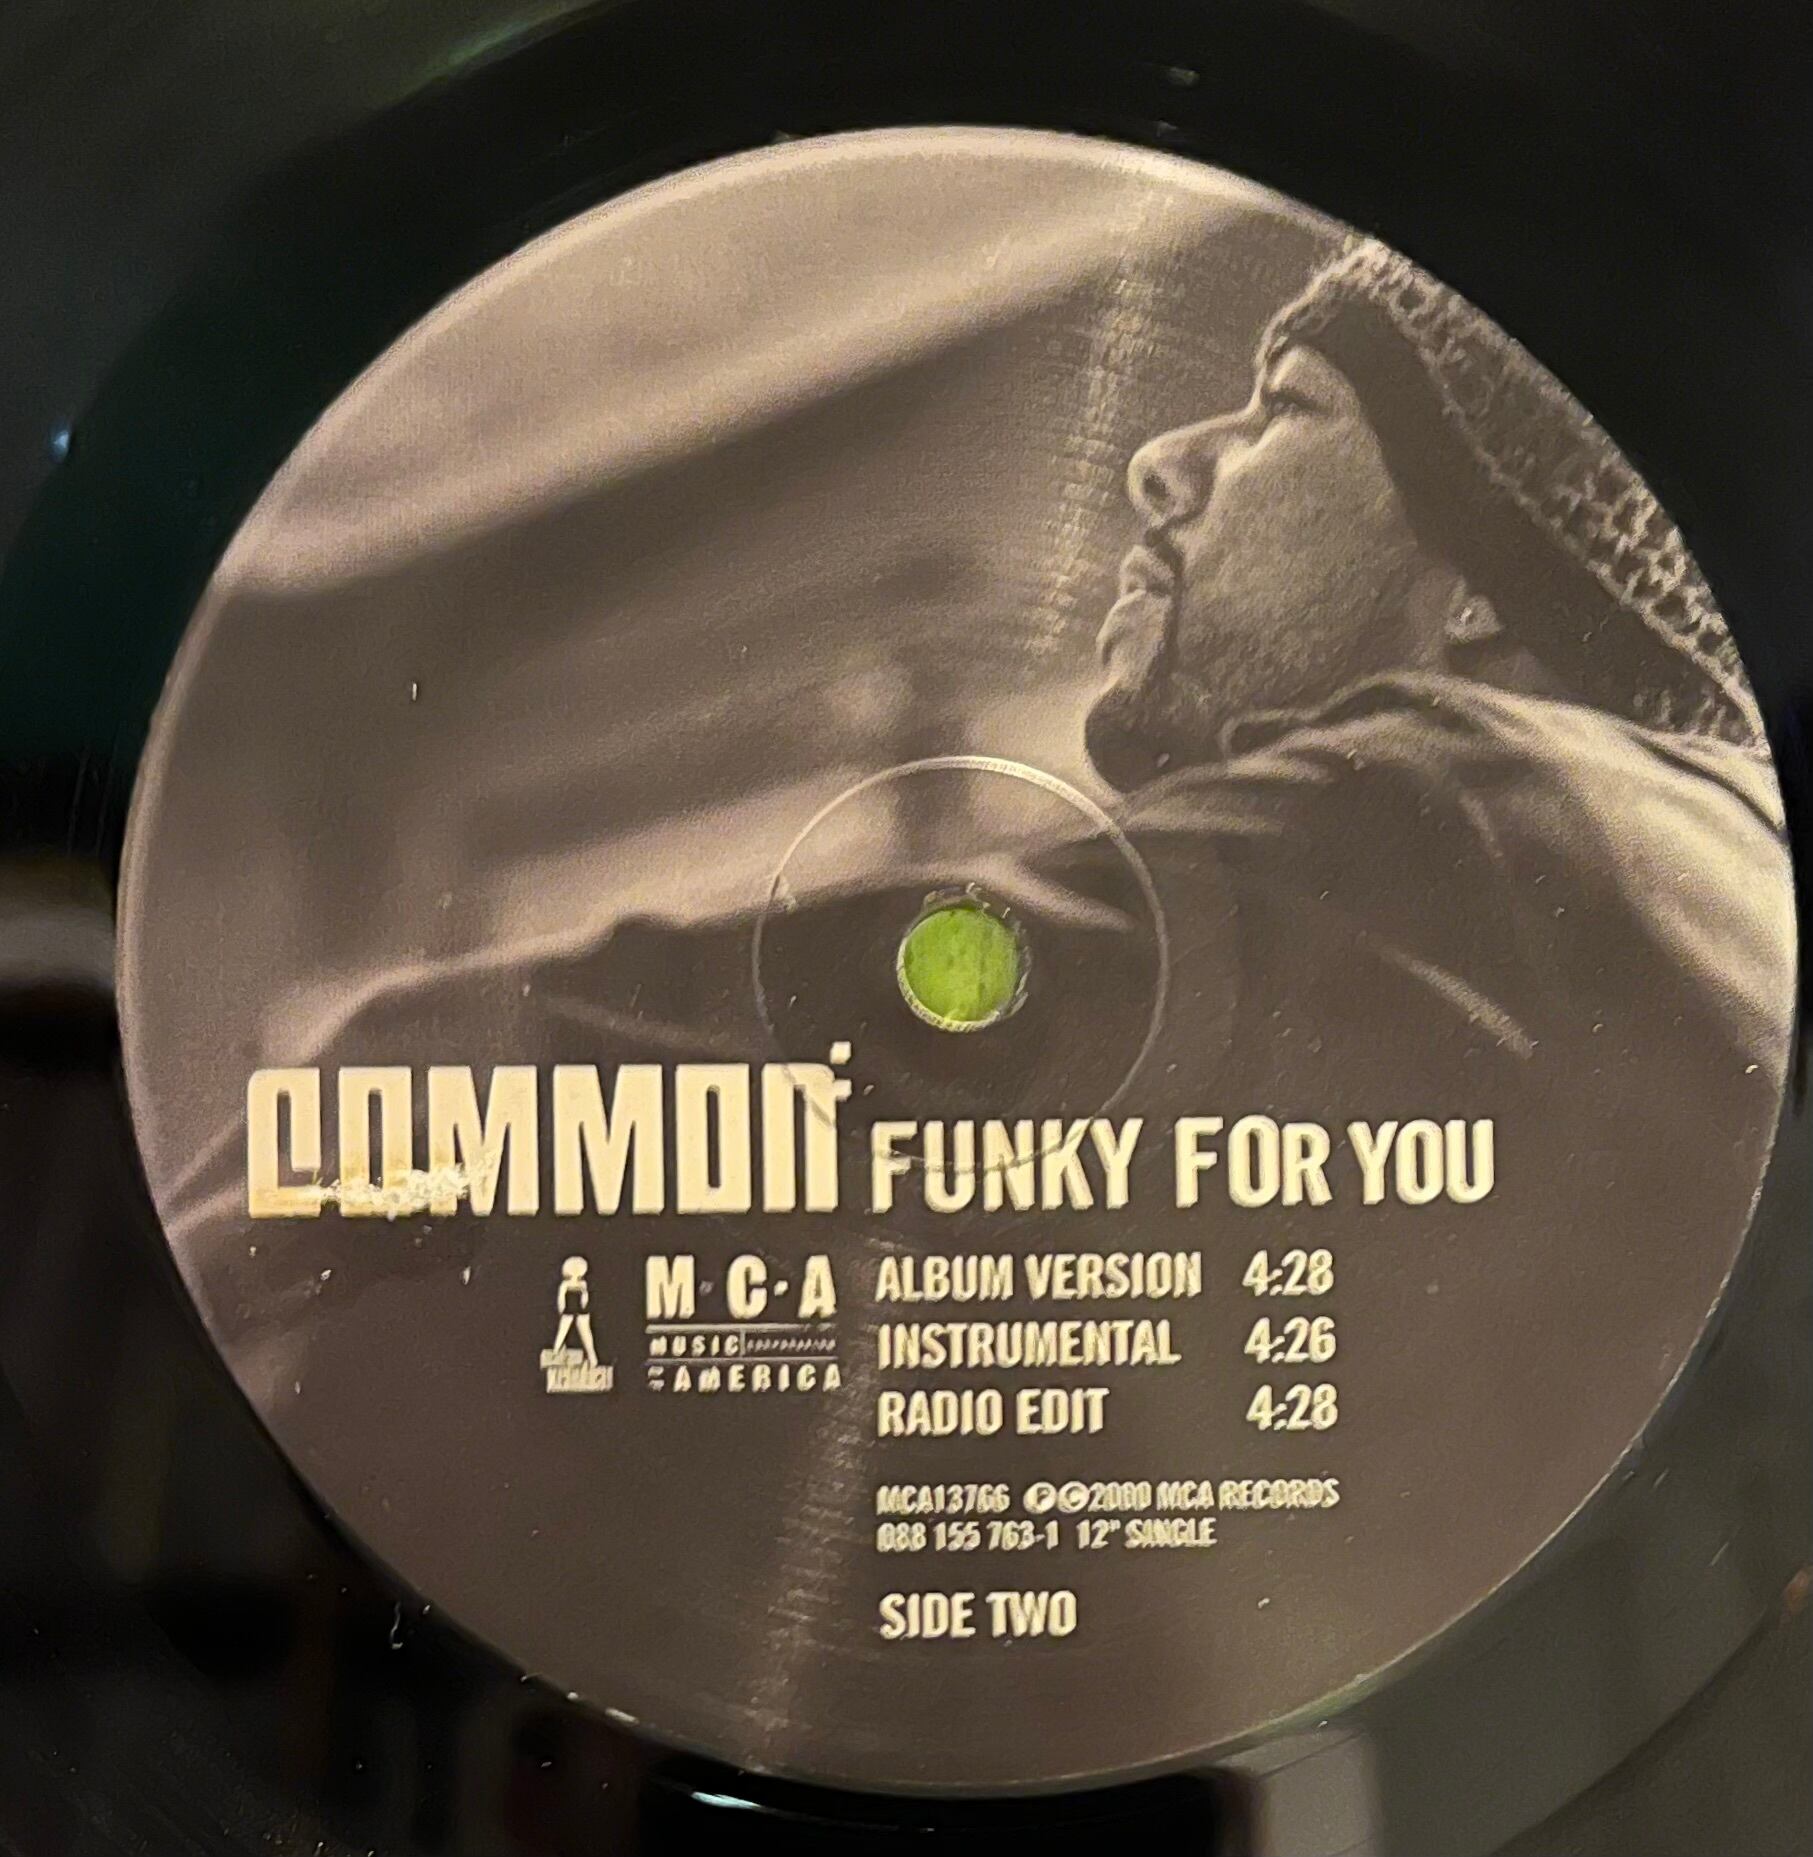 COMMON
FUNKY FOR YOU
ALBUM VERSION 4:28
INSTRUMENTAL 4:26
RADIO EDIT 4:28
M·C·A
MUSIC
AMERICA
MCA13766 ℗©2000 MCA RECORDS
088 155 763-1 12" SINGLE
SIDE TWO